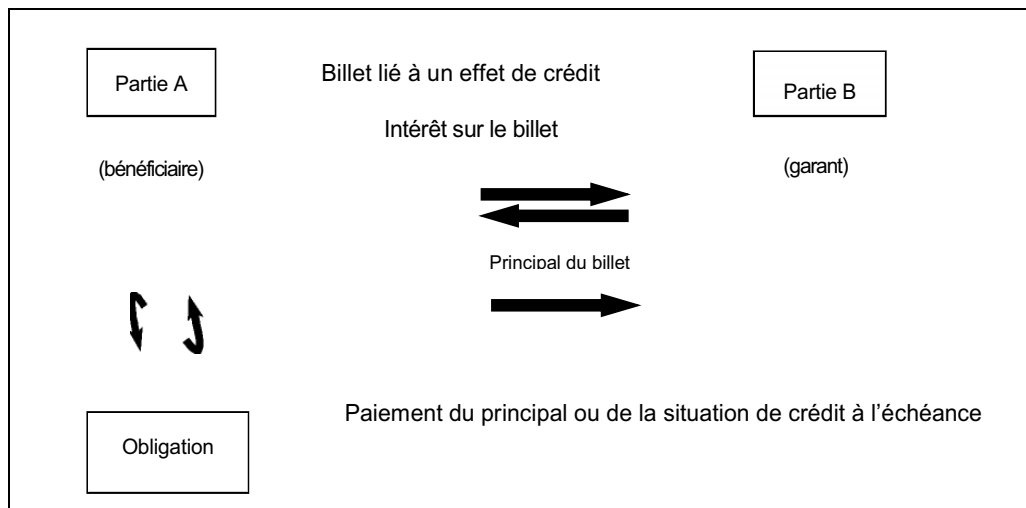 Partie A
Billet lié à un effet de crédit
Partie B
Intérêt sur le billet
(bénéficiaire)
(garant)
Principal du billet
Paiement du principal ou de la situation de crédit à l’échéance
Obligation